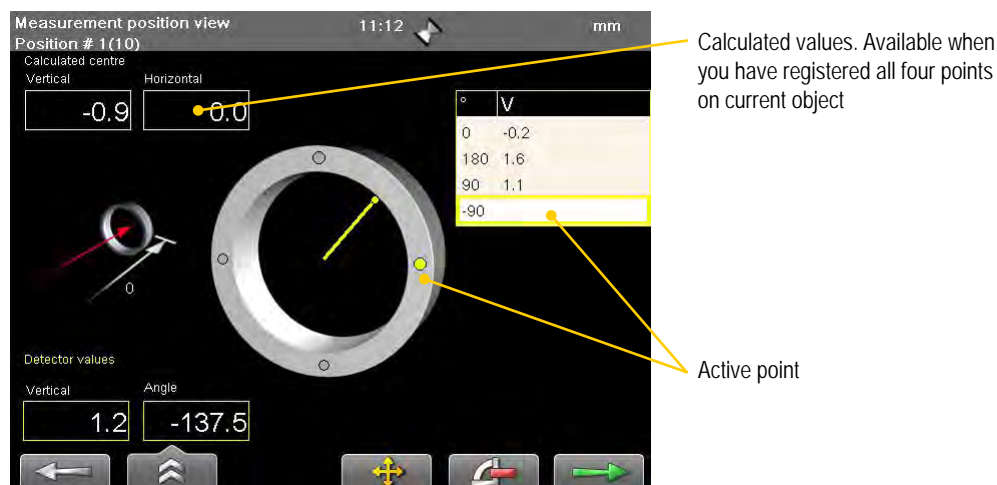 Measurement position view 11:12 mm
Position # 1(10)
Calculated centre
Vertical Horizontal
-0.9 0.0
° V
0 -0.2
180 1.6
90 1.1
-90
0
Detector values
Vertical Angle
1.2 -137.5
Calculated values. Available when
you have registered all four points
on current object
Active point